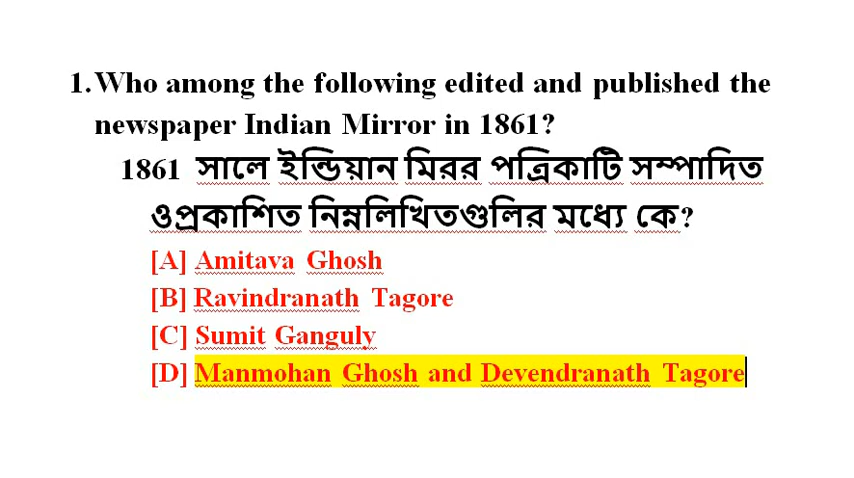 1. Who among the following edited and published the
newspaper Indian Mirror in 1861?
1861 সালে ইন্ডিয়ান মিরর পত্রিকাটি সম্পাদিত
ওপ্রকাশিত নিম্নলিখিতগুলির মধ্যে কে?
[A] Amitava Ghosh
[B] Ravindranath Tagore
[C] Sumit Ganguly
[D] Manmohan Ghosh and Devendranath Tagore